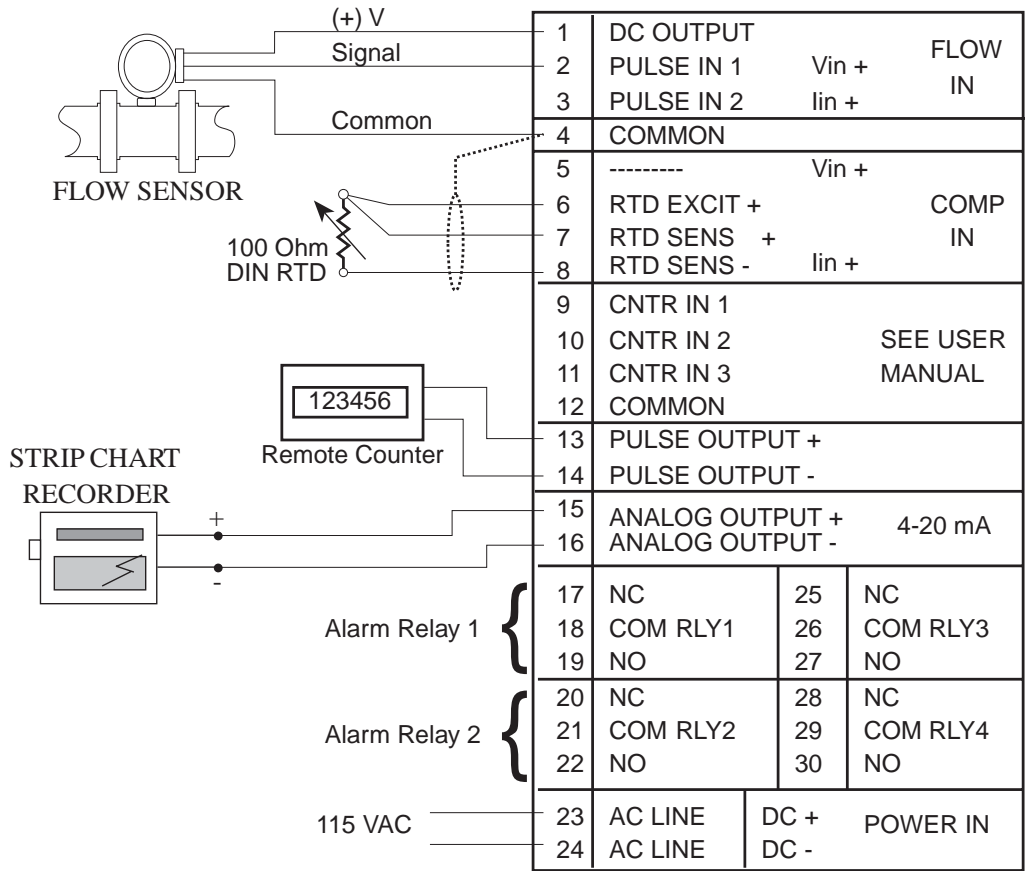 (+) V
Signal
Common
FLOW SENSOR
100 Ohm
DIN RTD
123456
Remote Counter
STRIP CHART
RECORDER
+
-
Alarm Relay 1
Alarm Relay 2
115 VAC
1 DC OUTPUT
2 PULSE IN 1 Vin +
3 PULSE IN 2 Iin +
FLOW
IN
4 COMMON
5 --------- Vin +
6 RTD EXCIT +
7 RTD SENS +
8 RTD SENS - Iin +
COMP
IN
9 CNTR IN 1
10 CNTR IN 2
11 CNTR IN 3
12 COMMON
SEE USER
MANUAL
13 PULSE OUTPUT +
14 PULSE OUTPUT -
15 ANALOG OUTPUT +
16 ANALOG OUTPUT -
4-20 mA
17 NC 25 NC
18 COM RLY1 26 COM RLY3
19 NO 27 NO
20 NC 28 NC
21 COM RLY2 29 COM RLY4
22 NO 30 NO
23 AC LINE DC + POWER IN
24 AC LINE DC -